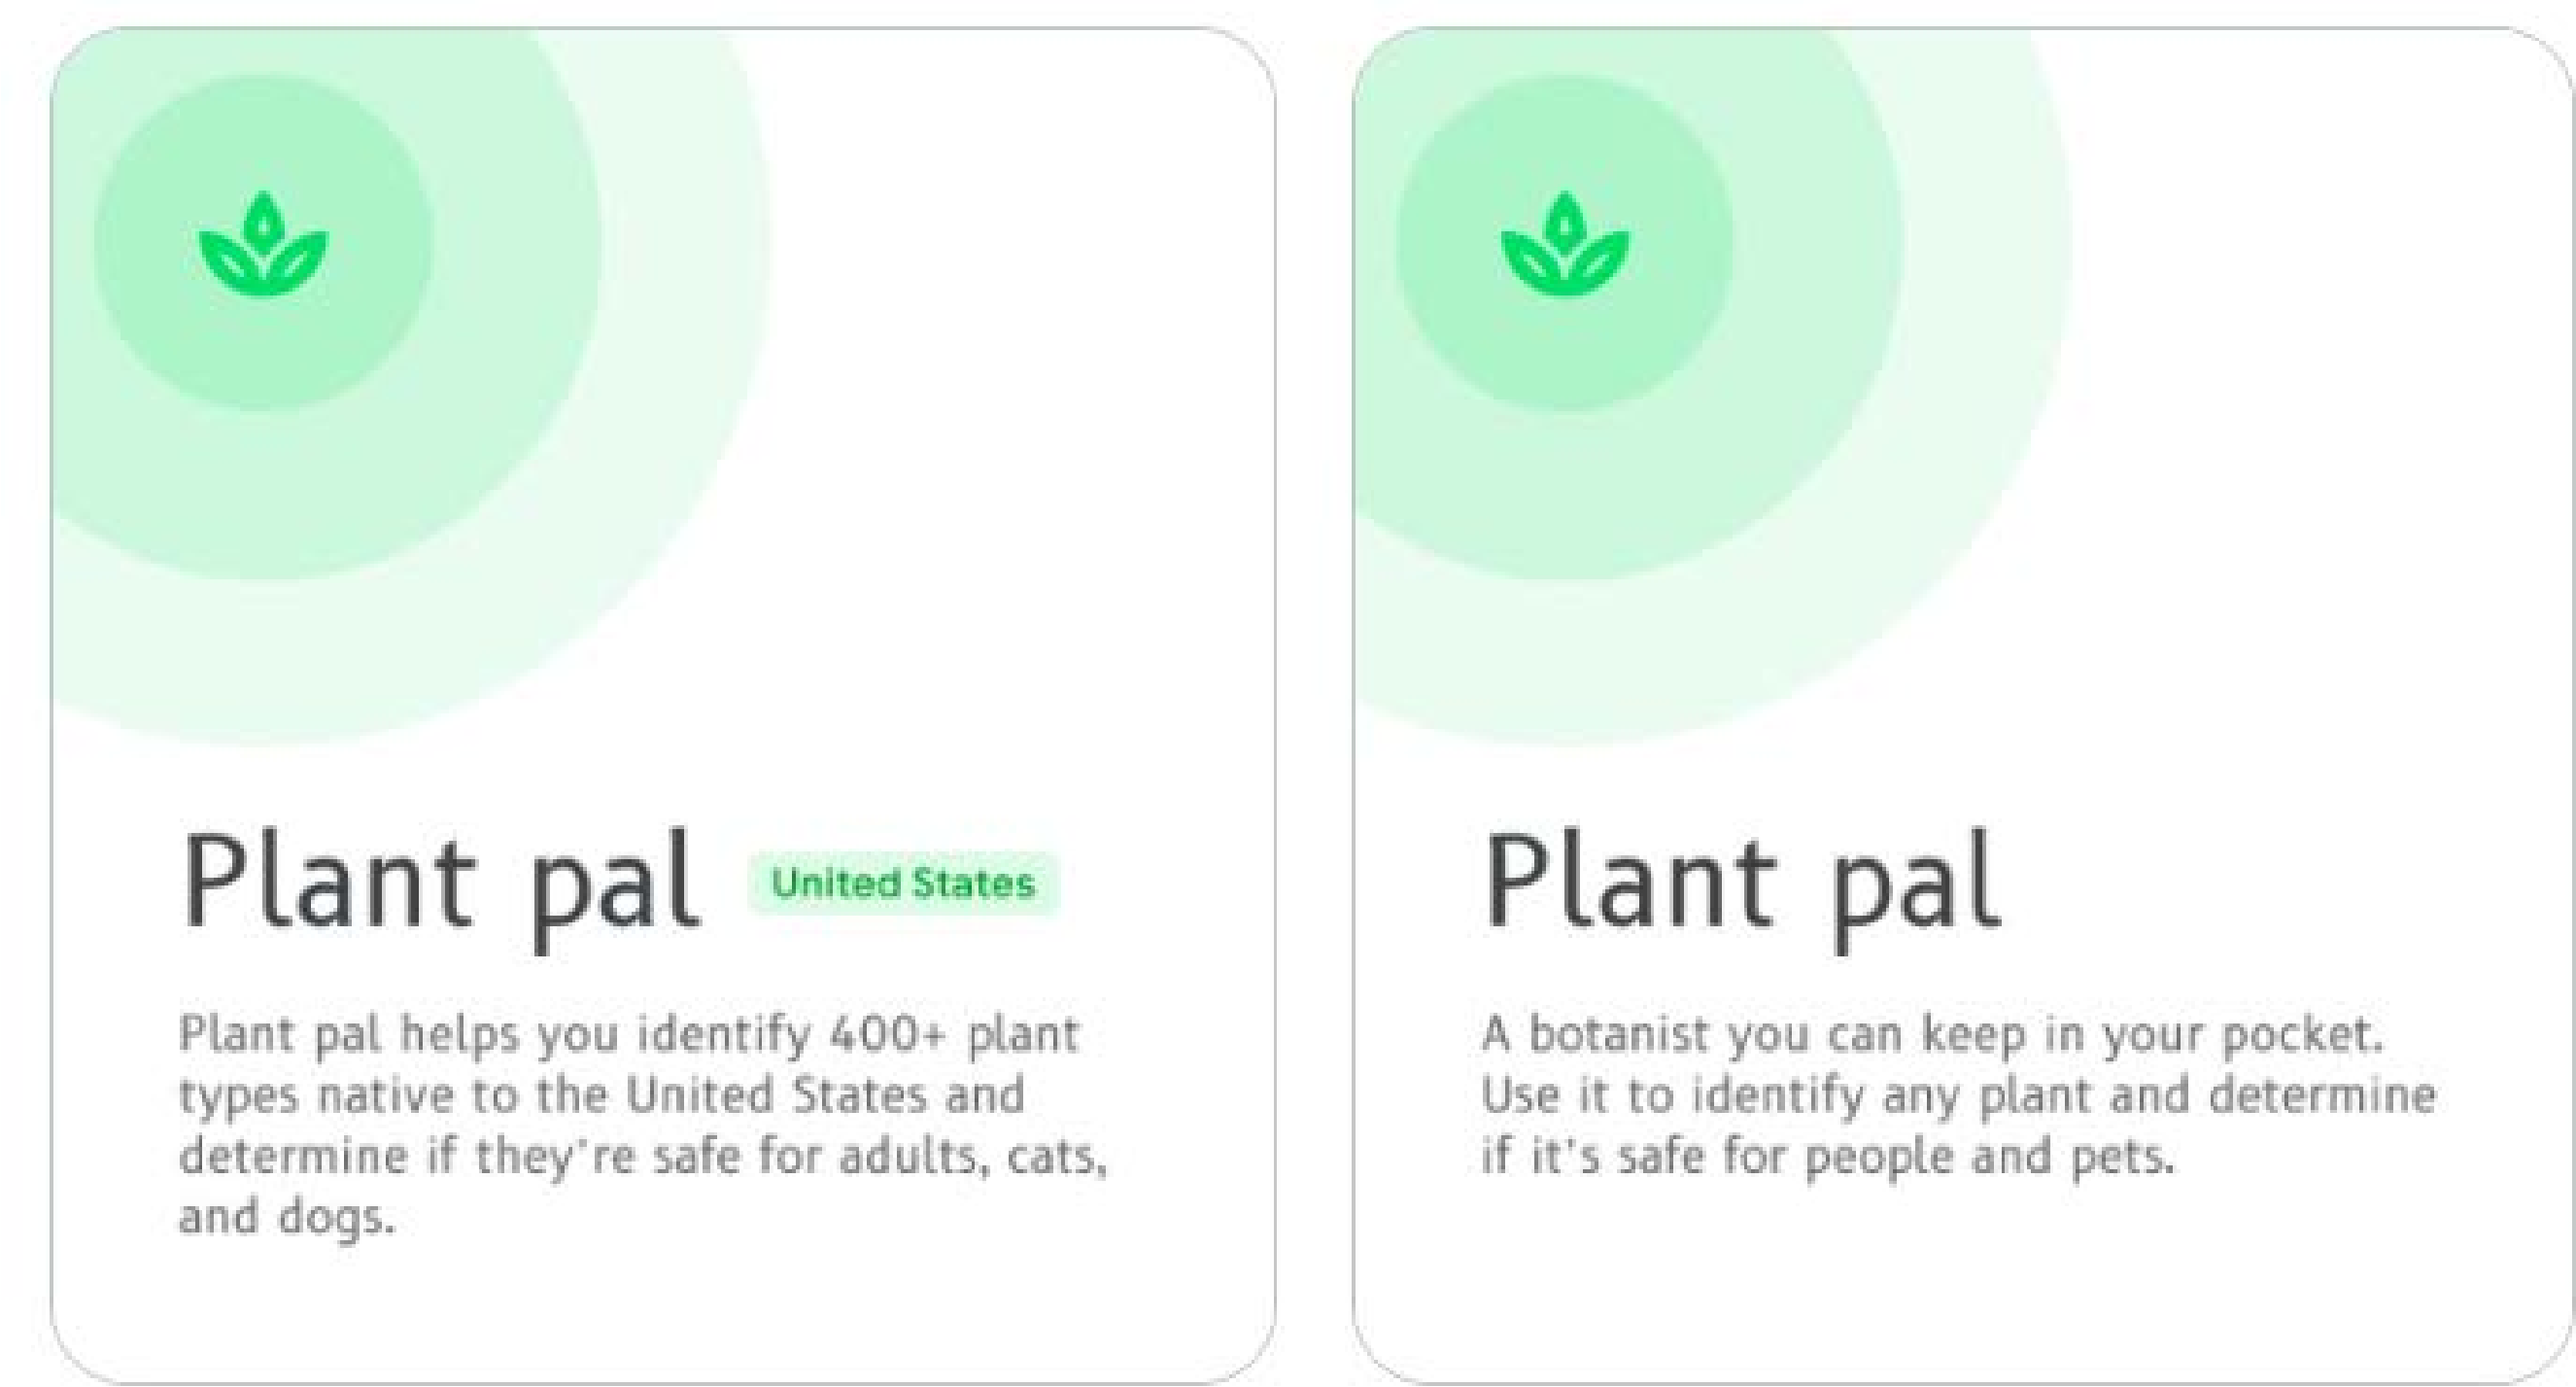 Plant pal United States
Plant pal helps you identify 400+ plant
types native to the United States and
determine if they're safe for adults, cats,
and dogs.
Plant pal
A botanist you can keep in your pocket.
Use it to identify any plant and determine
if it's safe for people and pets.